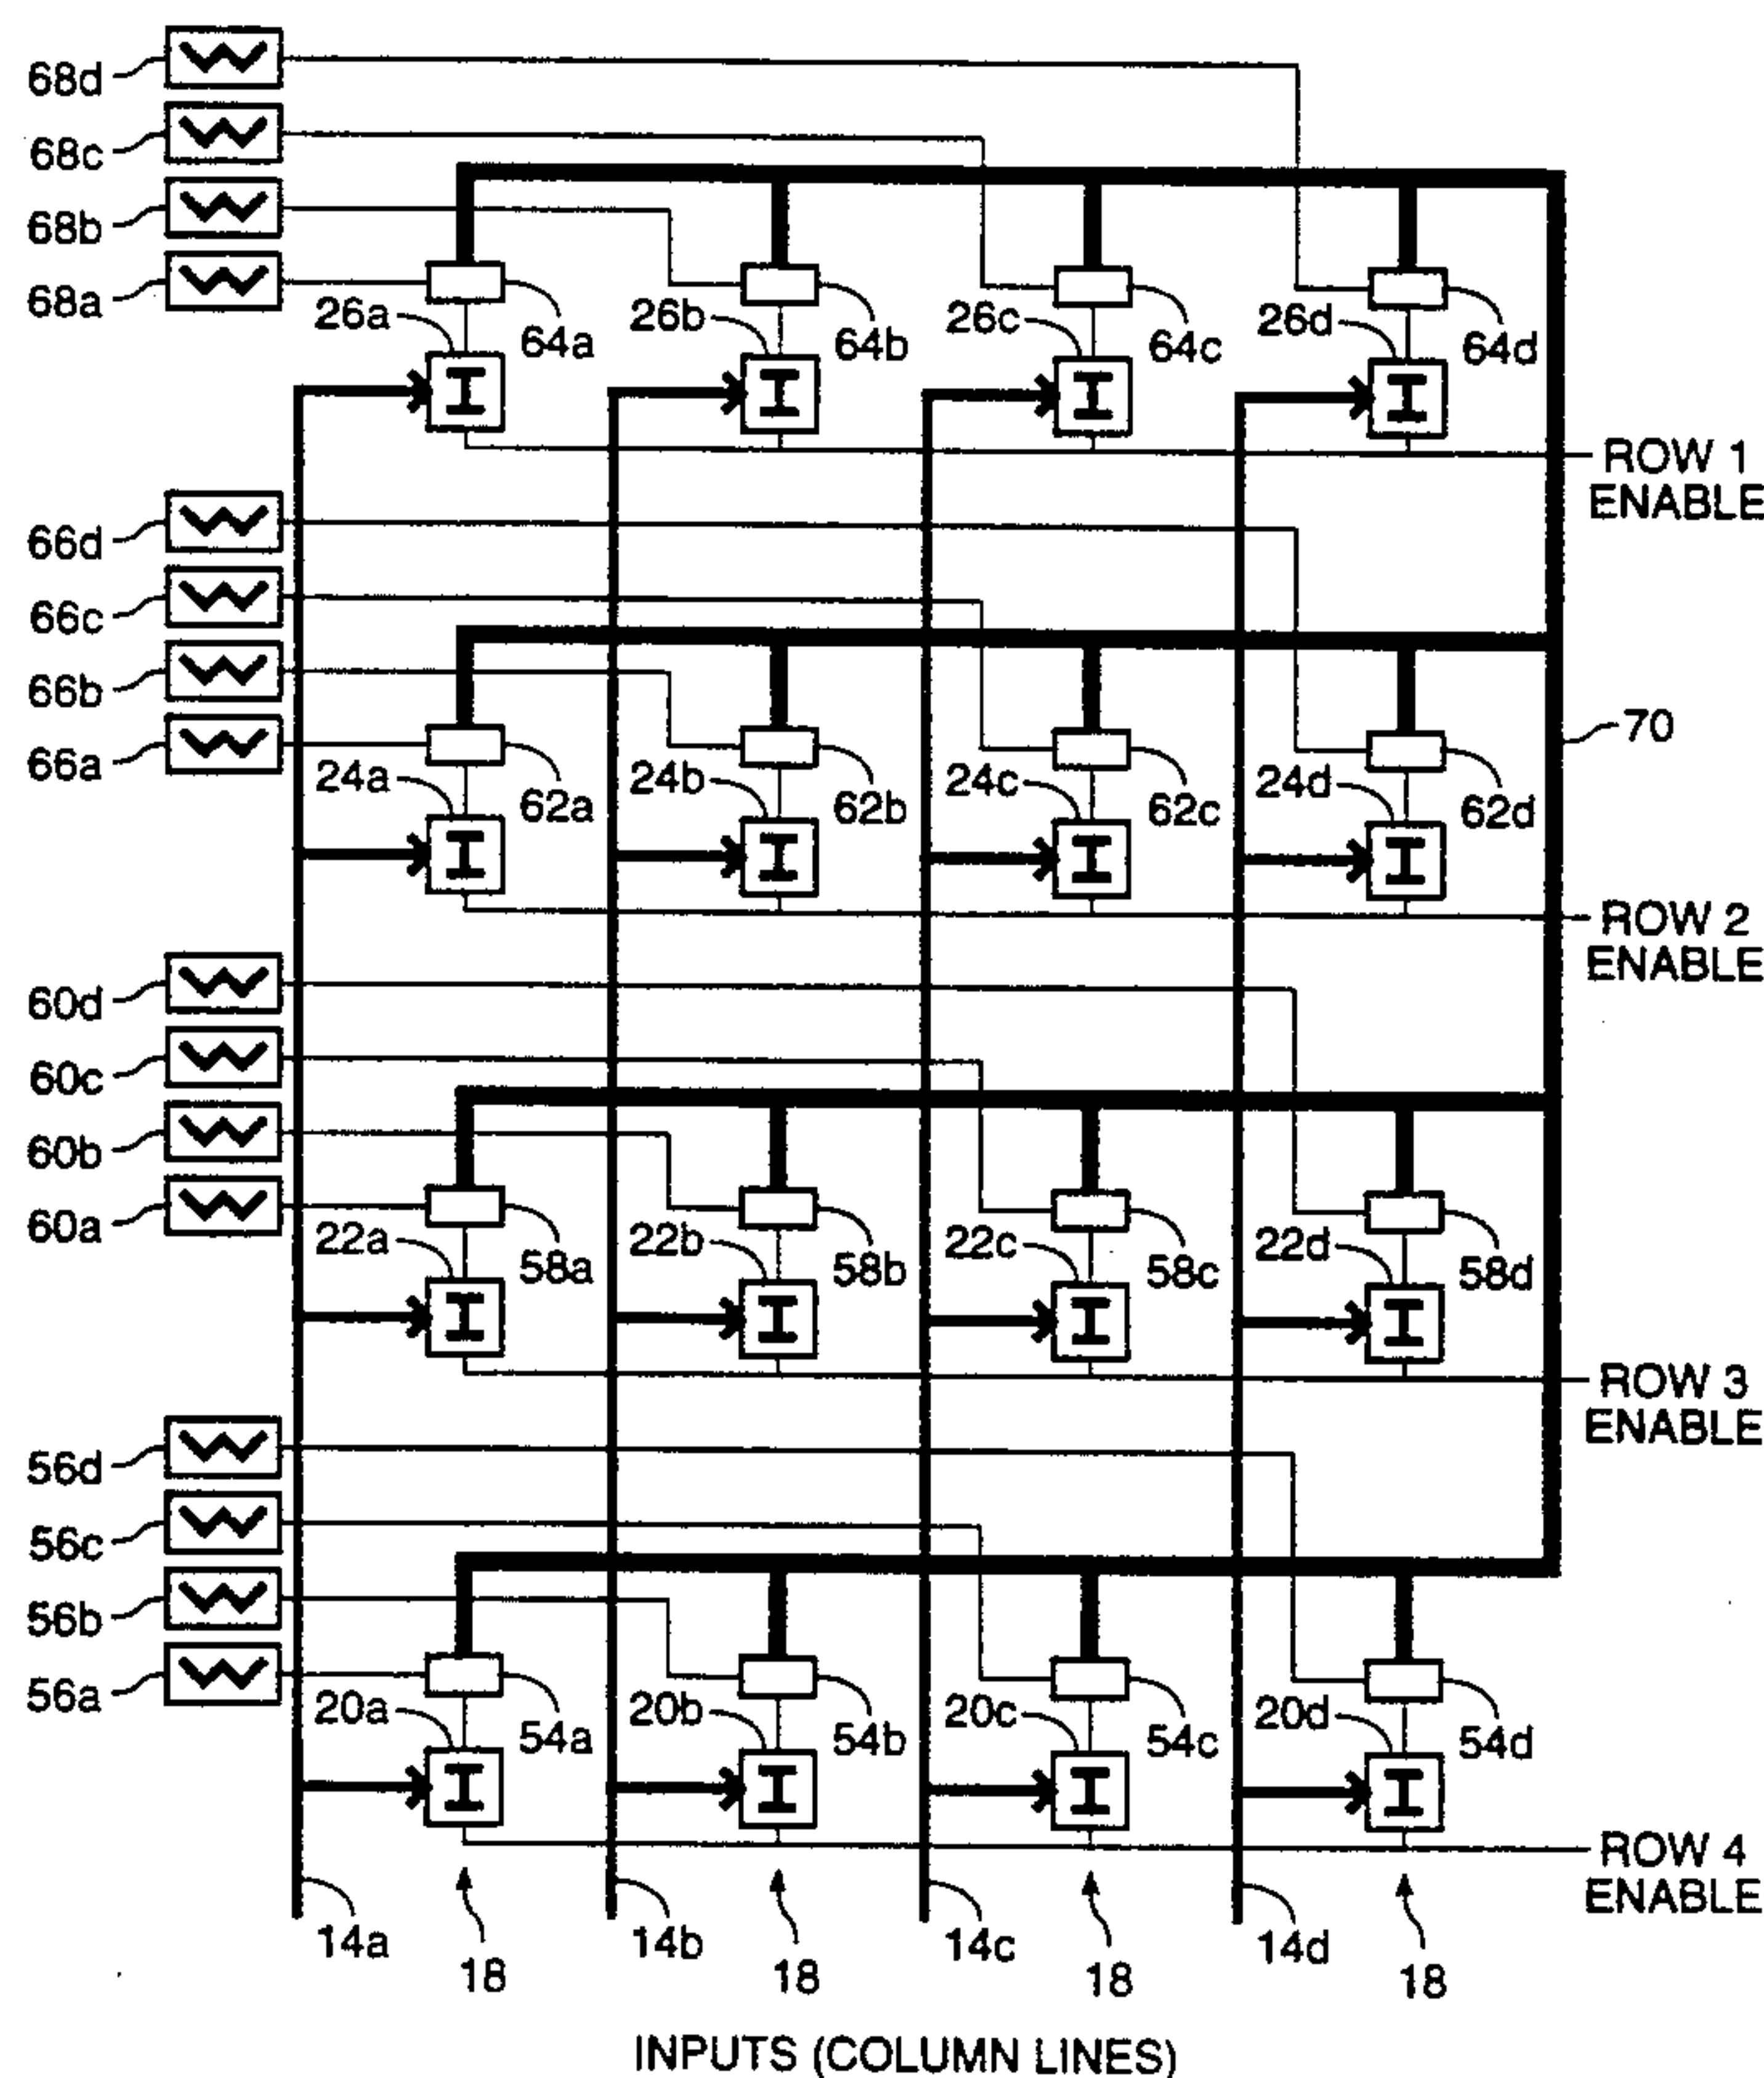 68d
68c
68b
68a
26a
64a
26b
64b
26c
64c
26d
64d
I I I I
ROW 1
ENABLE
66d
66c
66b
66a
24a
62a
24b
62b
24c
62c
24d
62d
70
I I I I
ROW 2
ENABLE
60d
60c
60b
60a
22a
58a
22b
58b
22c
58c
22d
58d
I I I I
ROW 3
ENABLE
56d
56c
56b
56a
20a
54a
20b
54b
20c
54c
20d
54d
I I I I
ROW 4
ENABLE
14a
18
14b
18
14c
18
14d
18
INPUTS (COLUMN LINES)